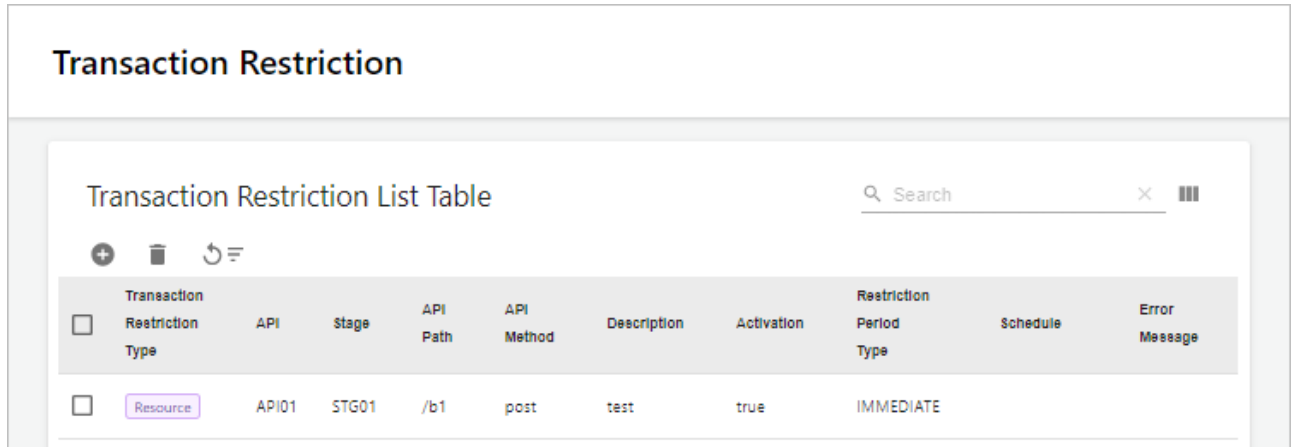 Transaction Restriction
Transaction Restriction List Table
Search
Transaction Restriction Type API Stage API Path API Method Description Activation Restriction Period Type Schedule Error Message
Resource API01 STG01 /b1 post test true IMMEDIATE